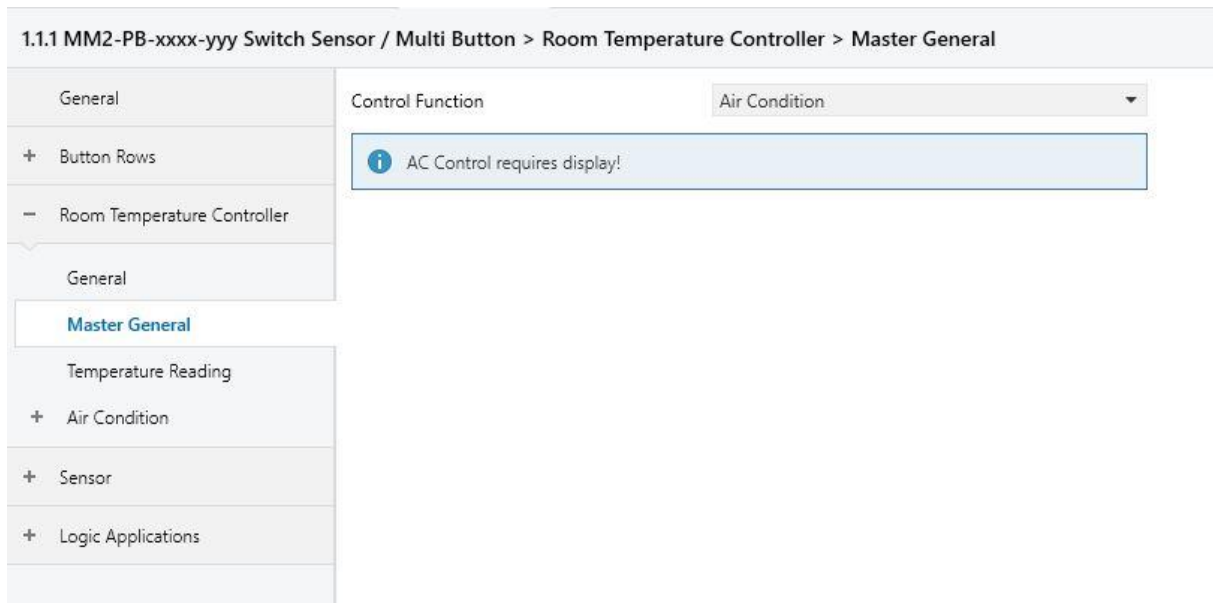 1.1.1 MM2-PB-xxxx-yyy Switch Sensor / Multi Button > Room Temperature Controller > Master General
General
Control Function
Air Condition
+ Button Rows
AC Control requires display!
− Room Temperature Controller
General
Master General
Temperature Reading
+ Air Condition
+ Sensor
+ Logic Applications